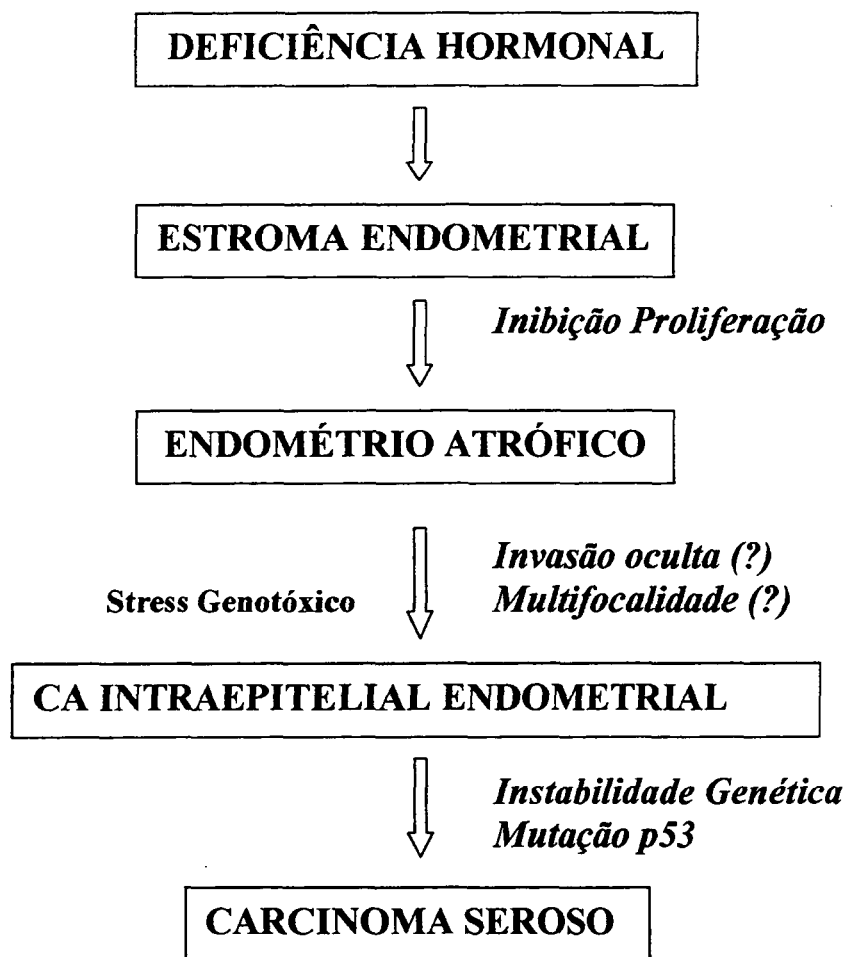 DEFICIÊNCIA HORMONAL
ESTROMA ENDOMETRIAL
Inibição Proliferação
ENDOMÉTRIO ATRÓFICO
Invasão oculta (?)
Stress Genotóxico
Multifocalidade (?)
CA INTRAEPITELIAL ENDOMETRIAL
Instabilidade Genética
Mutação p53
CARCINOMA SEROSO